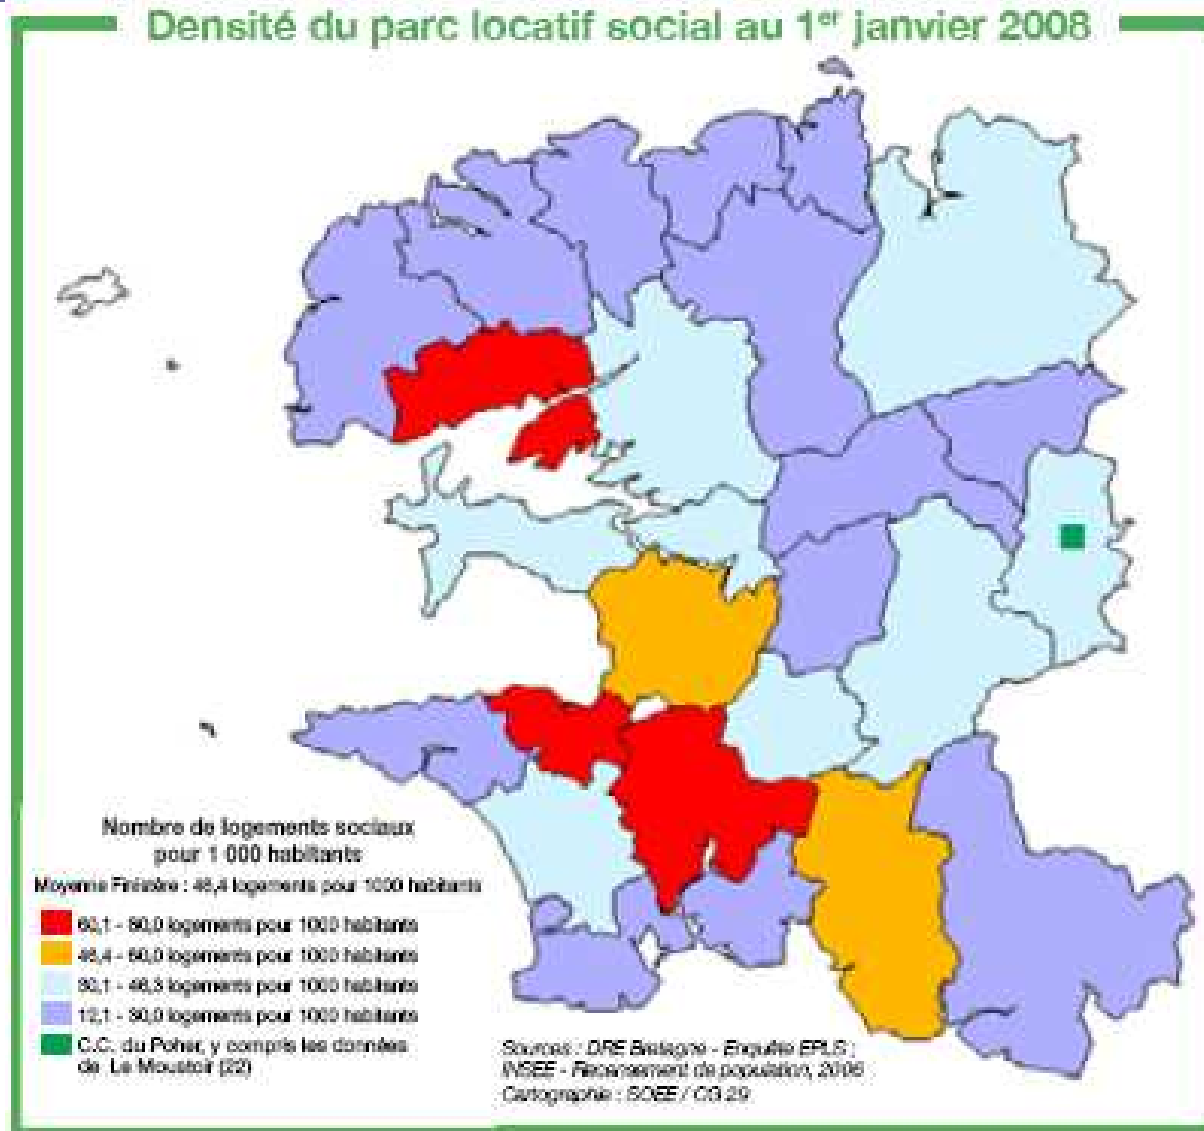 Densité du parc locatif social au 1er janvier 2008
Nombre de logements sociaux
pour 1 000 habitants
Moyenne Finistère : 46,4 logements pour 1000 habitants
60,1 - 80,0 logements pour 1000 habitants
46,4 - 60,0 logements pour 1000 habitants
30,1 - 46,3 logements pour 1000 habitants
12,1 - 30,0 logements pour 1000 habitants
C.C. du Poher, y compris les données
de Le Moustoir (22)
Sources : DRE Bretagne - Enquête EPLS ;
INSEE - Recensement de population, 2006
Cartographie : SOEE / CG 29